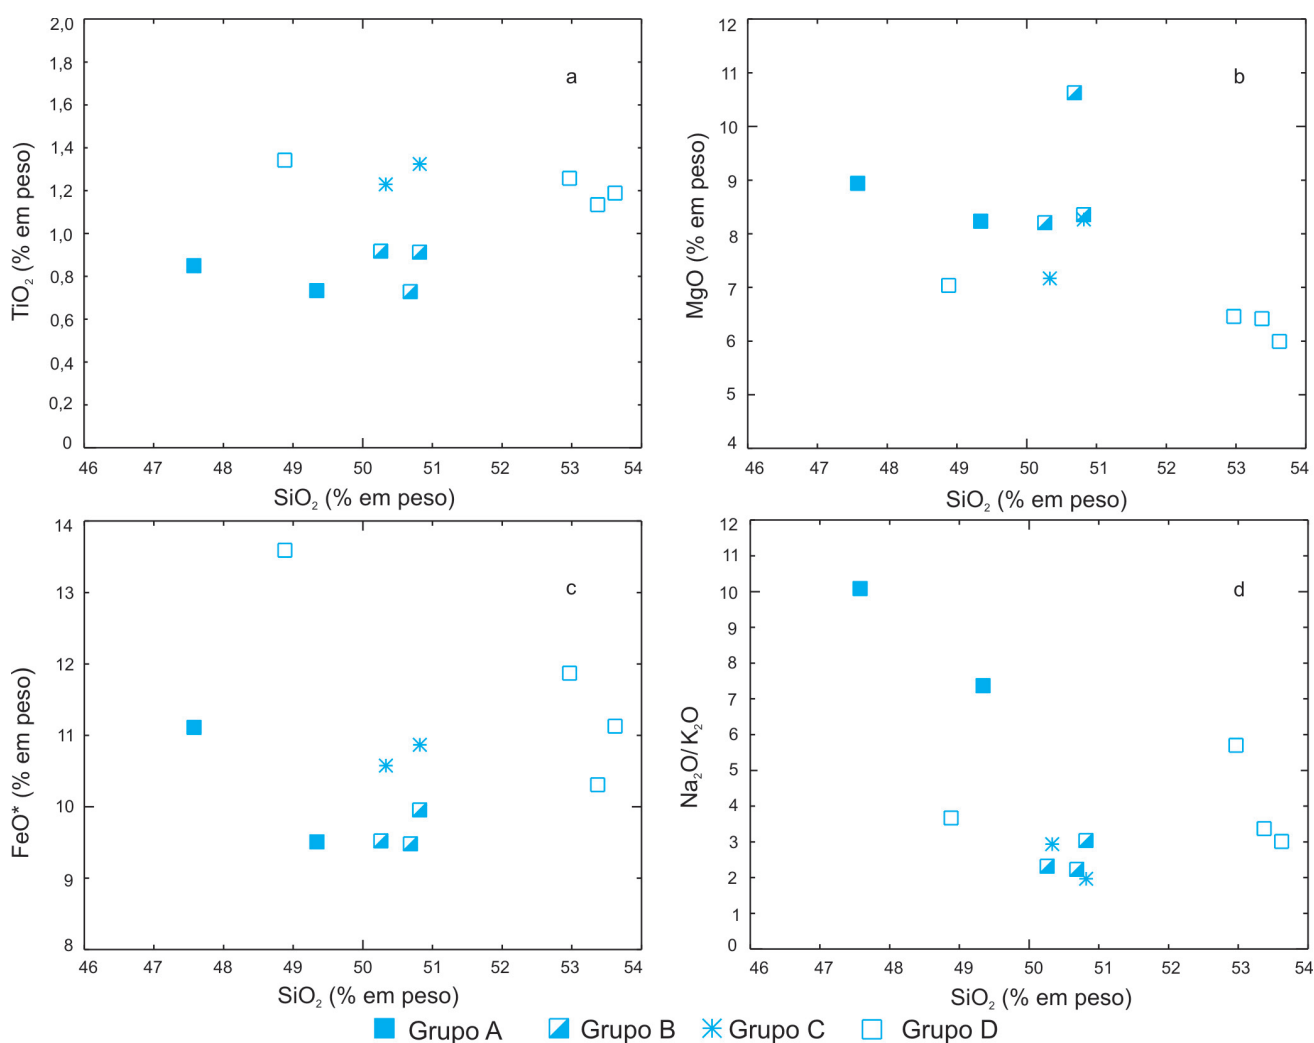 2,0
1,8
1,6
1,4
1,2
1,0
0,8
0,6
0,4
0,2
0
TiO₂ (% em peso)
a
46 47 48 49 50 51 52 53 54
SiO₂ (% em peso)
12
11
10
9
8
7
6
5
4
MgO (% em peso)
b
46 47 48 49 50 51 52 53 54
SiO₂ (% em peso)
14
13
12
11
10
9
8
FeO* (% em peso)
c
46 47 48 49 50 51 52 53 54
SiO₂ (% em peso)
12
11
10
9
8
7
6
5
4
3
2
1
0
Na₂O/K₂O
d
46 47 48 49 50 51 52 53 54
SiO₂ (% em peso)
Grupo A Grupo B Grupo C Grupo D